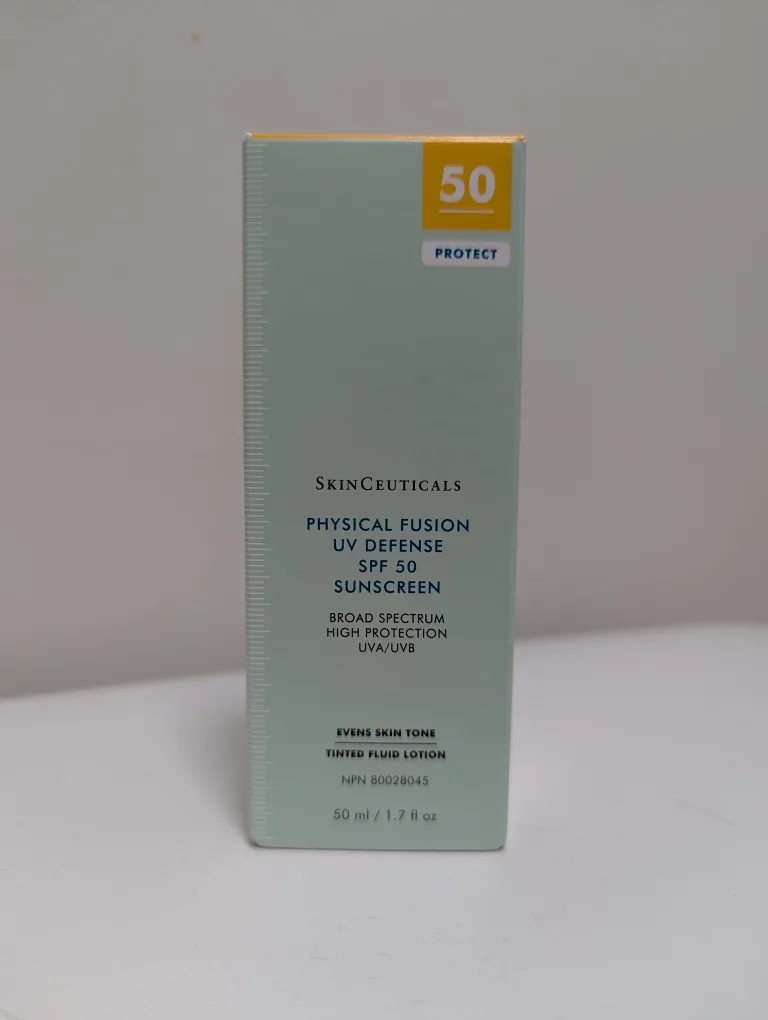 50
PROTECT
SKINCEUTICALS
PHYSICAL FUSION
UV DEFENSE
SPF 50
SUNSCREEN
BROAD SPECTRUM
HIGH PROTECTION
UVA/UVB
EVENS SKIN TONE
TINTED FLUID LOTION
NPN 80028045
50 ml / 1.7 fl oz